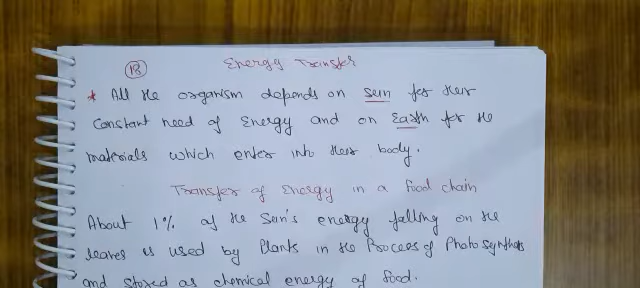 18
Energy Transfer
* All the organism depends on sun for their
constant need of Energy and on Earth for the
materials which enter into their body.
Transfer of Energy in a food chain
About 1% of the Sun's energy falling on the
leaves is used by Plants in the Process of Photosynthesis
and stored as chemical energy of food.